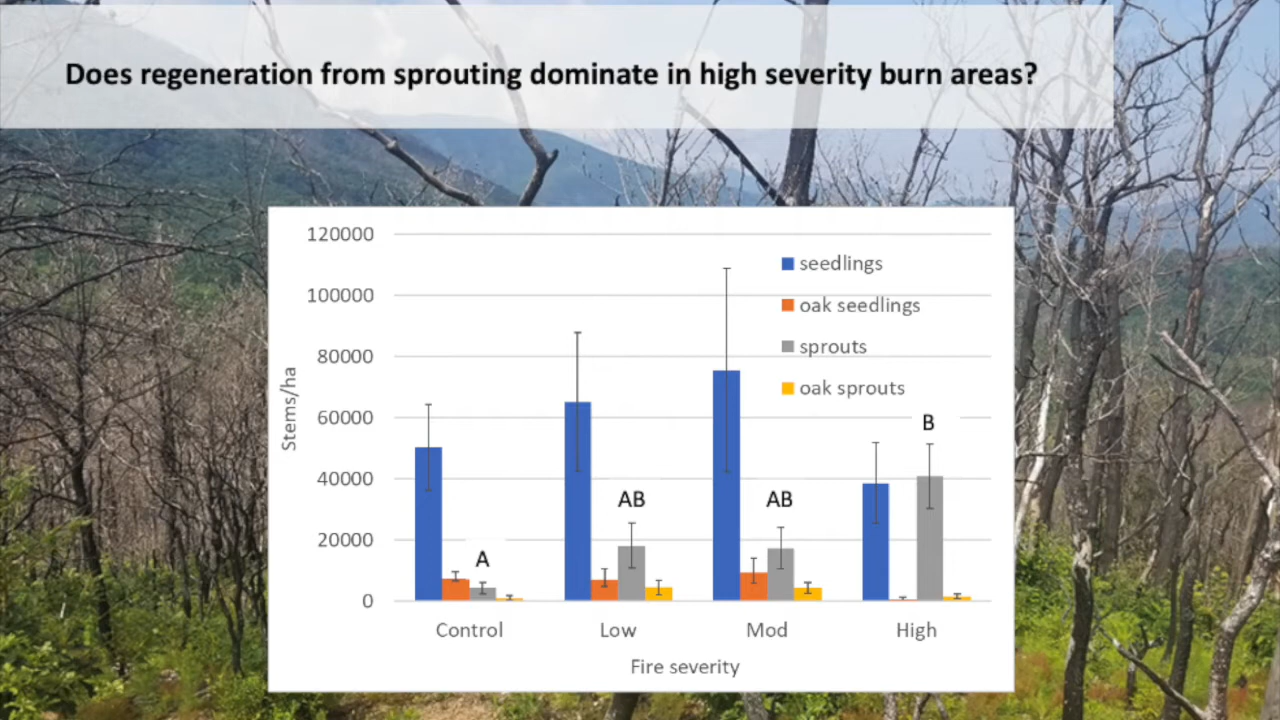 Does regeneration from sprouting dominate in high severity burn areas?
120000
100000
80000
60000
40000
20000
0
Stems/ha
seedlings
oak seedlings
sprouts
oak sprouts
A
AB
AB
B
Control
Low
Mod
High
Fire severity